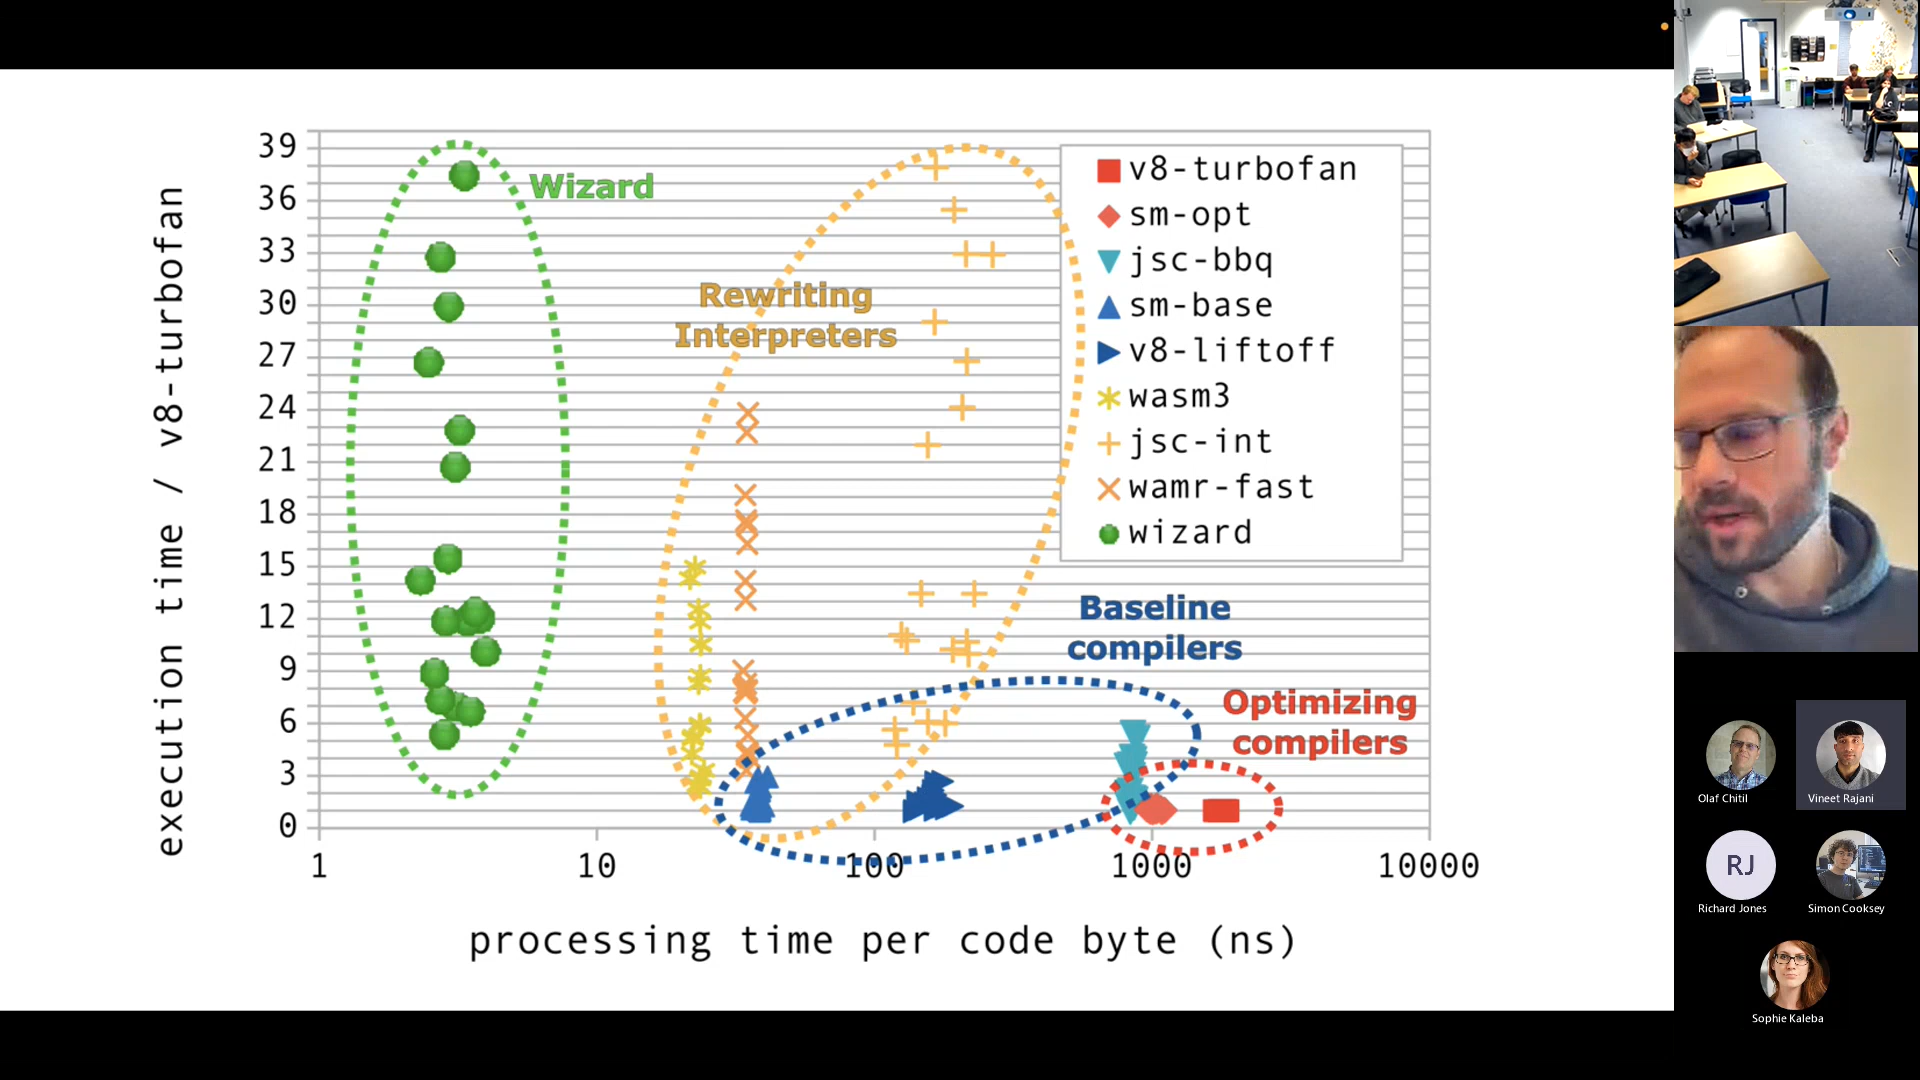 execution time / v8-turbofan
39
36
33
30
27
24
21
18
15
12
9
6
3
0
Wizard
Rewriting
Interpreters
v8-turbofan
sm-opt
jsc-bbq
sm-base
v8-liftoff
wasm3
jsc-int
wamr-fast
wizard
Baseline
compilers
Optimizing
compilers
1
10
100
1000
10000
processing time per code byte (ns)
Olaf Chitil
Vineet Rajani
RJ
Richard Jones
Simon Cooksey
Sophie Kaleba